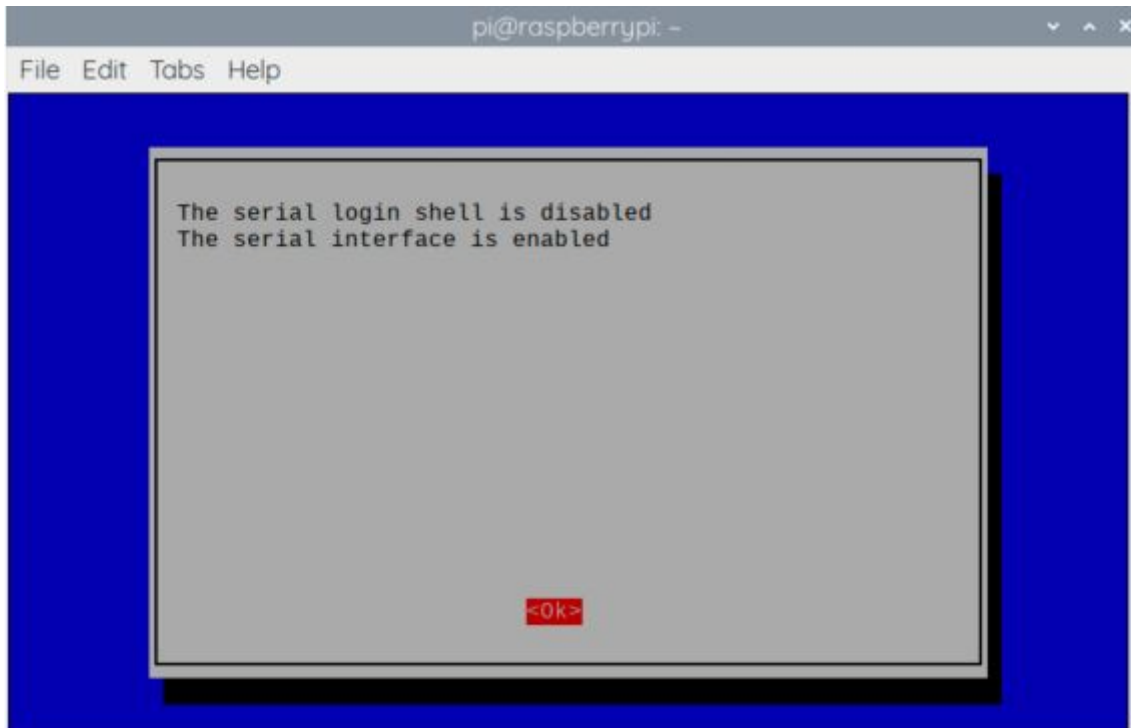 pi@raspberrypi: ~
File Edit Tabs Help
The serial login shell is disabled
The serial interface is enabled
<Ok>